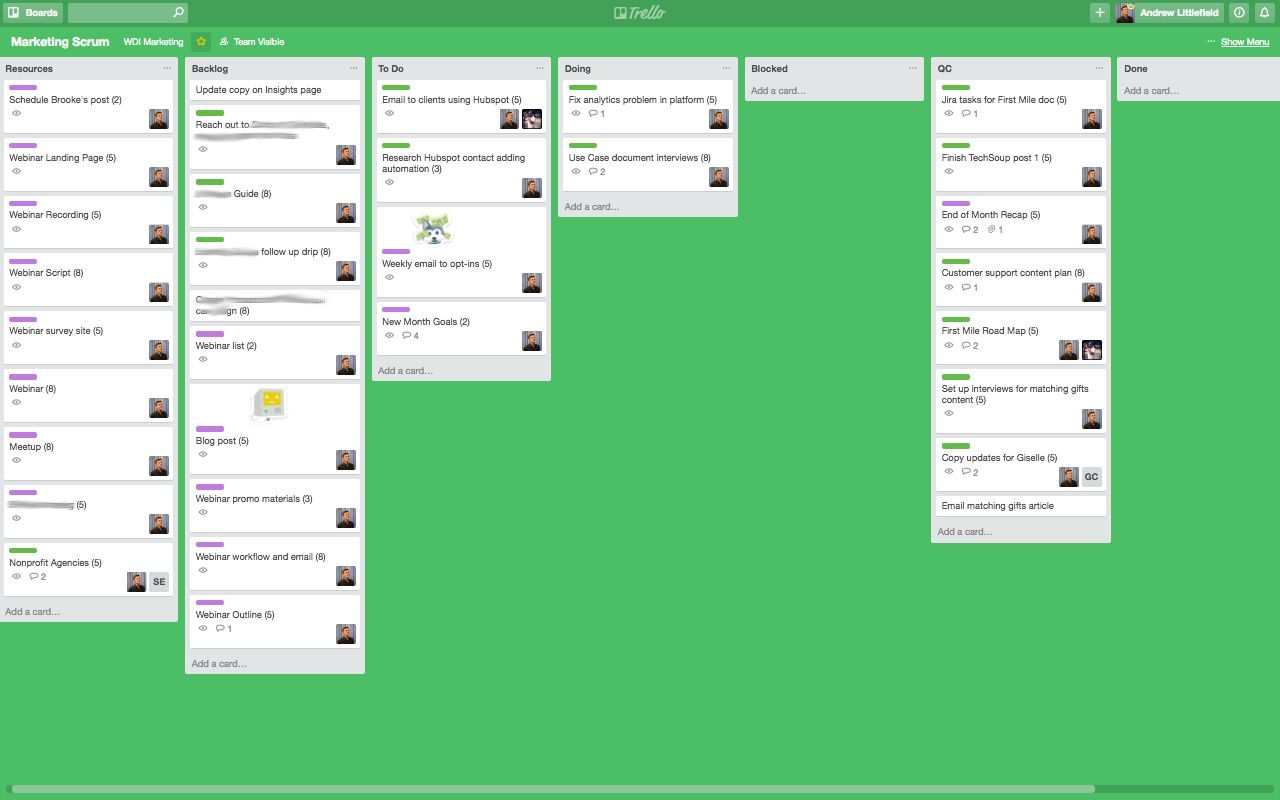 Boards
Trello
Andrew Littlefield
Marketing Scrum
WDI Marketing
Team Visible
... Show Menu
Resources
Schedule Brooke's post (2)
Webinar Landing Page (5)
Webinar Recording (5)
Webinar Script (8)
Webinar survey site (5)
Webinar (8)
Meetup (8)
(5)
Nonprofit Agencies (5)
2
SE
Add a card...
Backlog
Update copy on Insights page
Reach out to
Guide (8)
follow up drip (8)
(8)
Webinar list (2)
Blog post (5)
Webinar promo materials (3)
Webinar workflow and email (8)
Webinar Outline (5)
1
Add a card...
To Do
Email to clients using Hubspot (5)
Research Hubspot contact adding
automation (3)
Weekly email to opt-ins (5)
New Month Goals (2)
4
Add a card...
Doing
Fix analytics problem in platform (5)
1
Use Case document interviews (8)
2
Add a card...
Blocked
Add a card...
QC
Jira tasks for First Mile doc (5)
1
Finish TechSoup post 1 (5)
End of Month Recap (5)
2 1
Customer support content plan (8)
1
First Mile Road Map (5)
2
Set up interviews for matching gifts
content (5)
Copy updates for Giselle (5)
2
GC
Email matching gifts article
Add a card...
Done
Add a card...